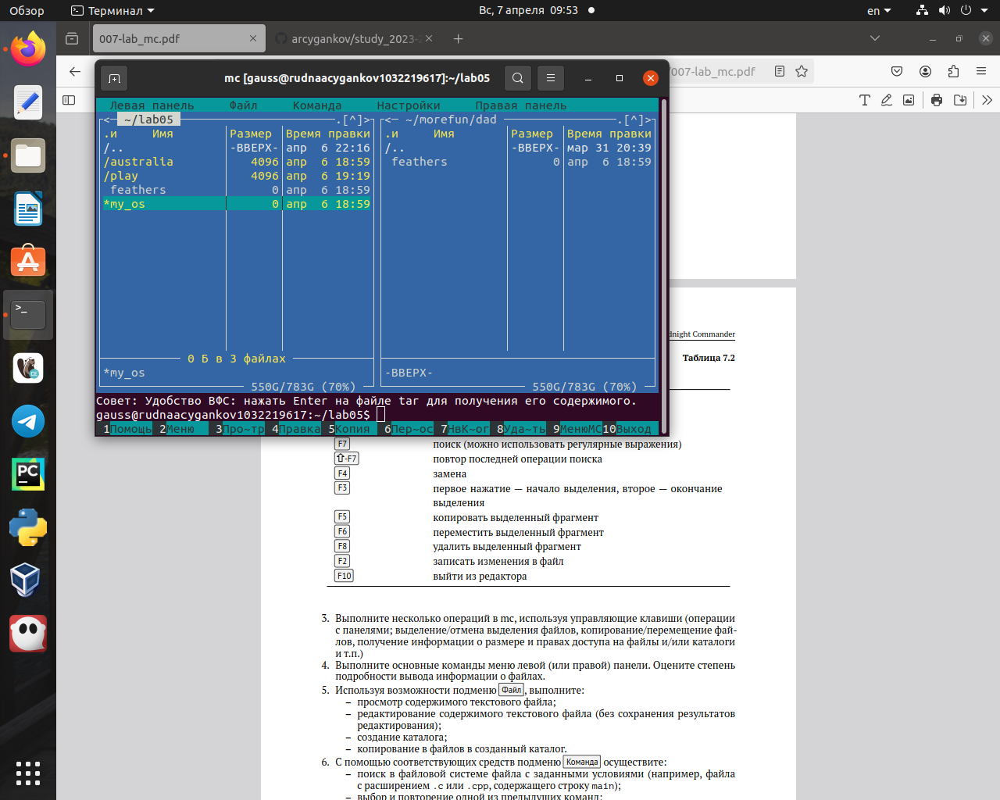 Обзор
Терминал
Вс, 7 апреля 09:53
en
007-lab_mc.pdf
arcygankov/study_2023-2
/007-lab_mc.pdf
mc [gauss@rudnaacygankov1032219617]:~/lab05
Левая панель Файл Команда Настройки Правая панель
<─ ~/lab05 ─.[^]> <─ ~/morefun/dad ─.[^]>
.и Имя Размер Время правки .и Имя Размер Время правки
/.. -ВВЕРХ- апр 6 22:16 /.. -ВВЕРХ- мар 31 20:39
/australia 4096 апр 6 18:59 feathers 0 апр 6 18:59
/play 4096 апр 6 19:19
feathers 0 апр 6 18:59
*my_os 0 апр 6 18:59
0 Б в 3 файлах
*my_os -ВВЕРХ-
550G/783G (70%) 550G/783G (70%)
Совет: Удобство ВФС: нажать Enter на файле tar для получения его содержимого.
gauss@rudnaacygankov1032219617:~/lab05$
1Помощь 2Меню 3Про~тр 4Правка 5Копия 6Пер~ос 7НвК~ог 8Уда~ть 9МенюМС 10Выход
dnight Commander
Таблица 7.2
F7 поиск (можно использовать регулярные выражения)
⇧-F7 повтор последней операции поиска
F4 замена
F3 первое нажатие — начало выделения, второе — окончание
выделения
F5 копировать выделенный фрагмент
F6 переместить выделенный фрагмент
F8 удалить выделенный фрагмент
F2 записать изменения в файл
F10 выйти из редактора
3. Выполните несколько операций в mc, используя управляющие клавиши (операции
с панелями; выделение/отмена выделения файлов, копирование/перемещение фай-
лов, получение информации о размере и правах доступа на файлы и/или каталоги
и т.п.)
4. Выполните основные команды меню левой (или правой) панели. Оцените степень
подробности вывода информации о файлах.
5. Используя возможности подменю Файл, выполните:
– просмотр содержимого текстового файла;
– редактирование содержимого текстового файла (без сохранения результатов
редактирования);
– создание каталога;
– копирование в файлов в созданный каталог.
6. С помощью соответствующих средств подменю Команда осуществите:
– поиск в файловой системе файла с заданными условиями (например, файла
с расширением .c или .cpp, содержащего строку main);
– выбор и повторение одной из предыдущих команд;